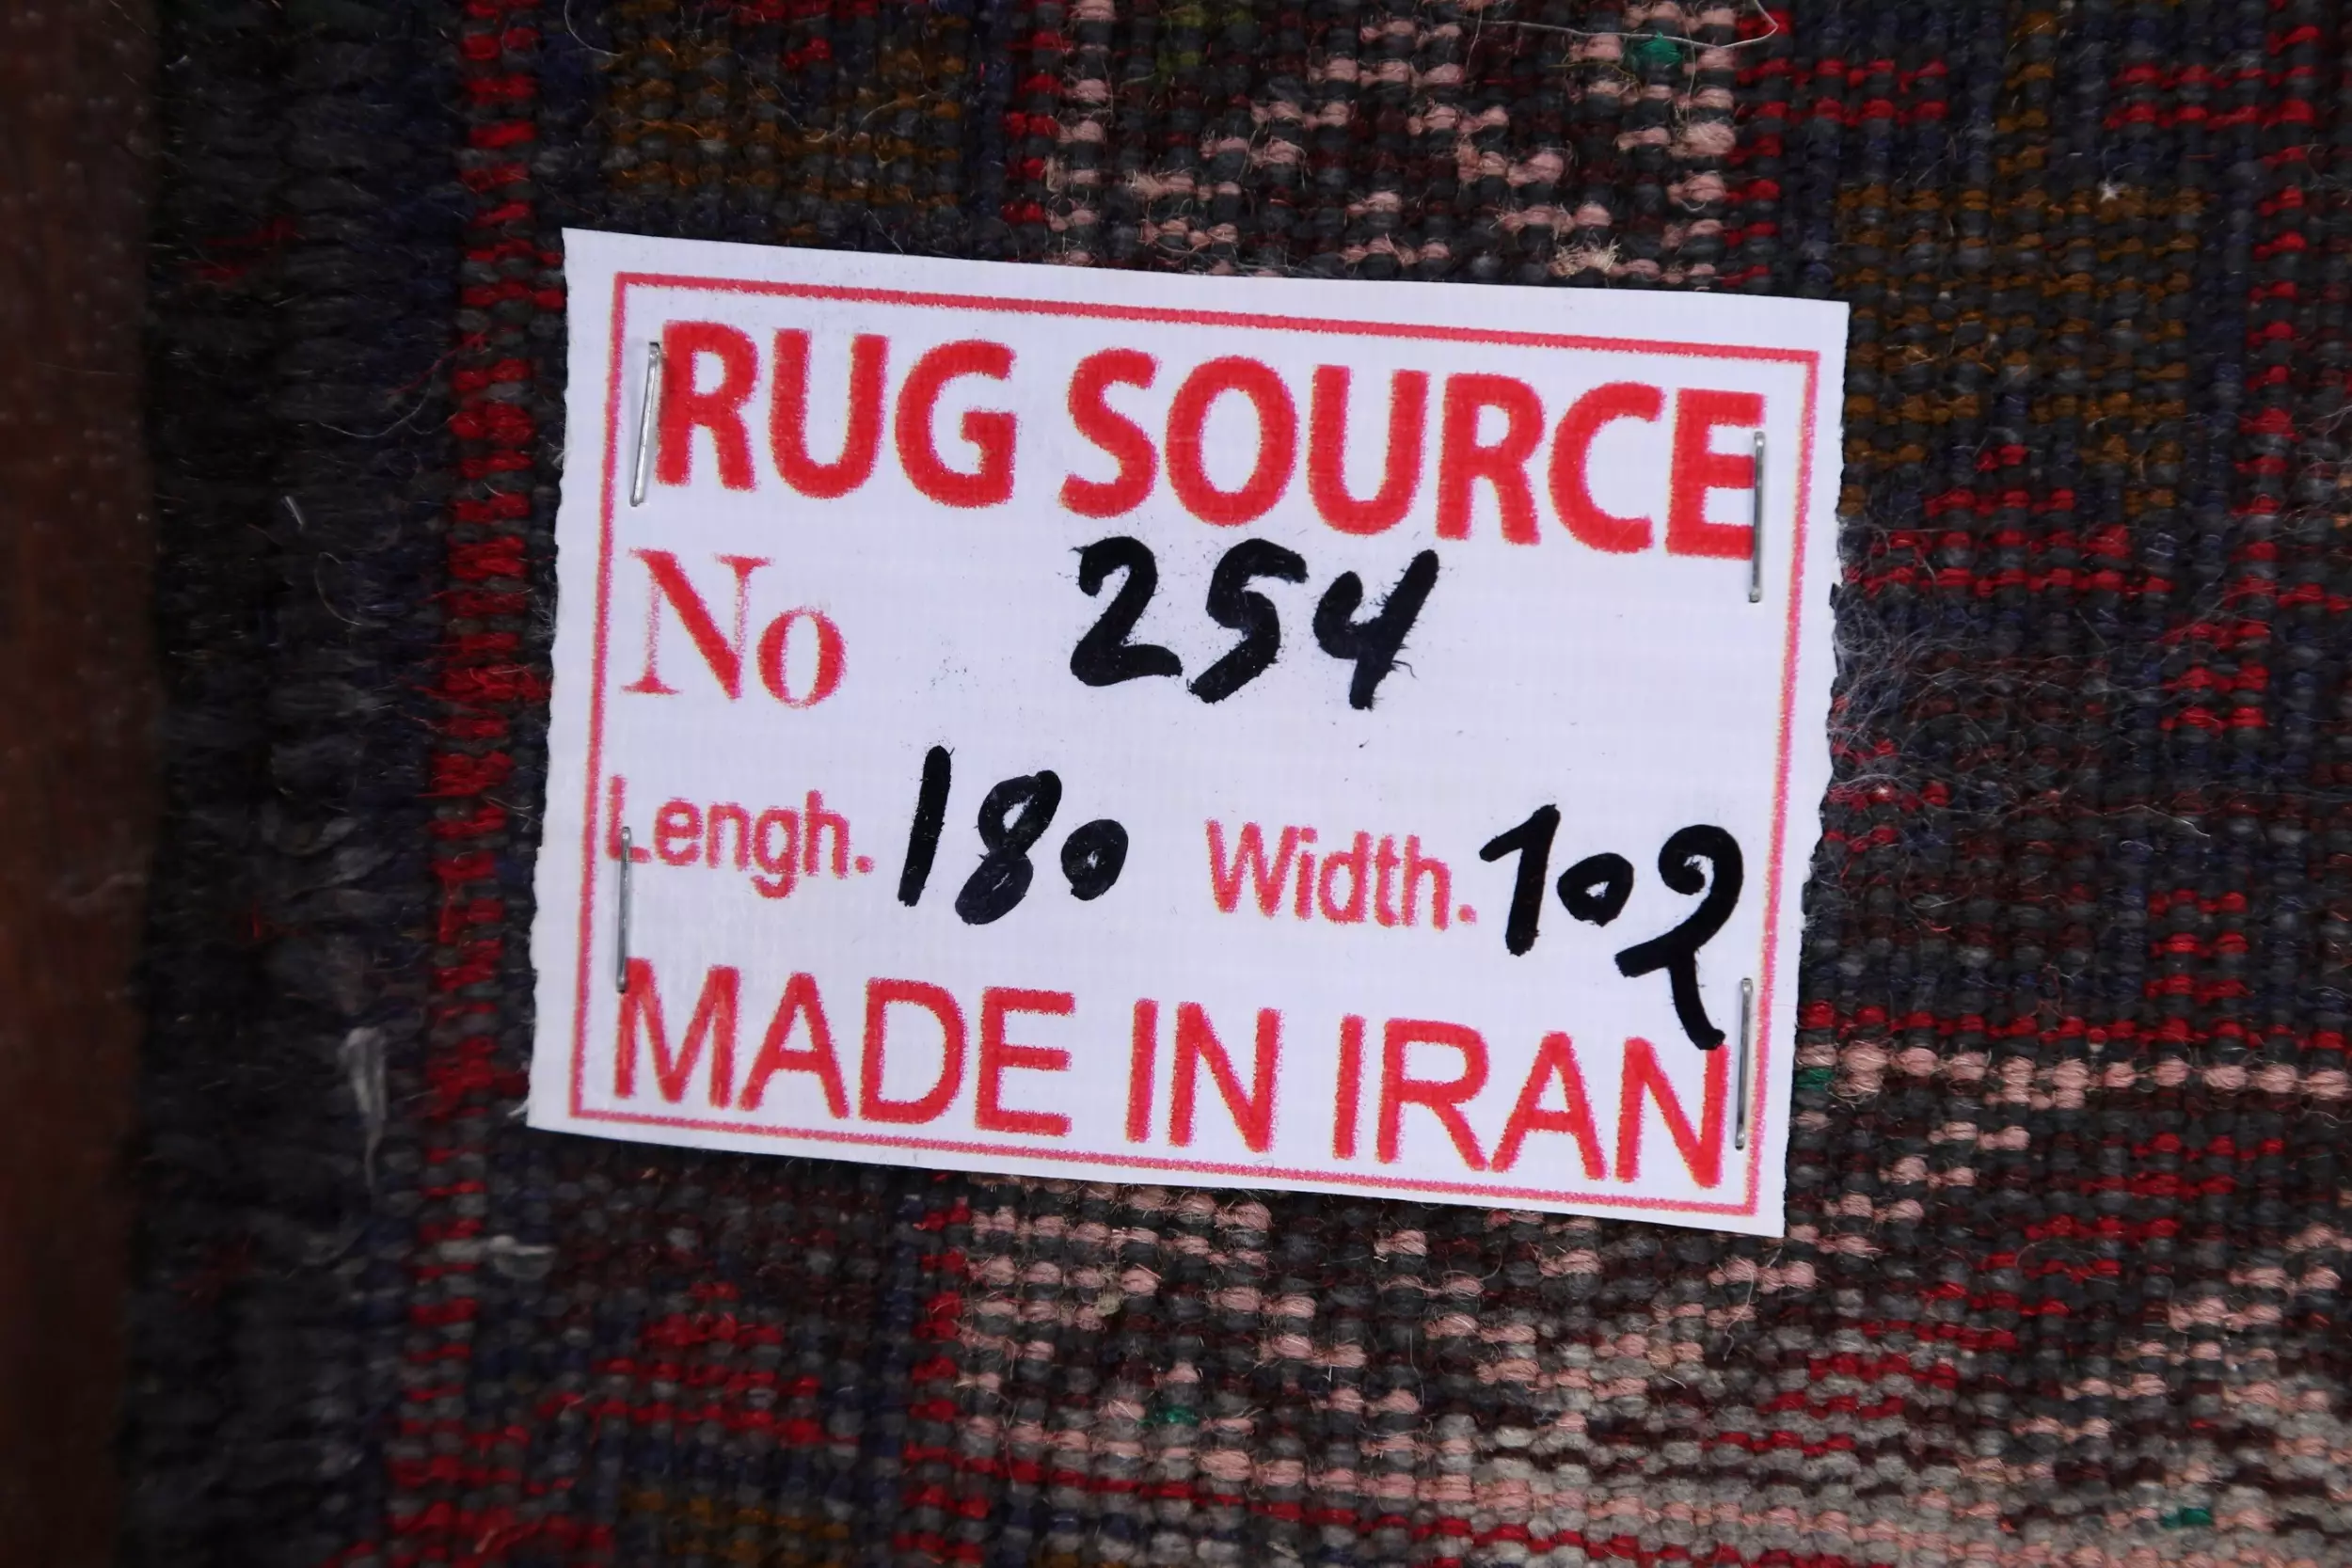 RUG SOURCE
No 254
Lengh. 180 Width. 102
MADE IN IRAN